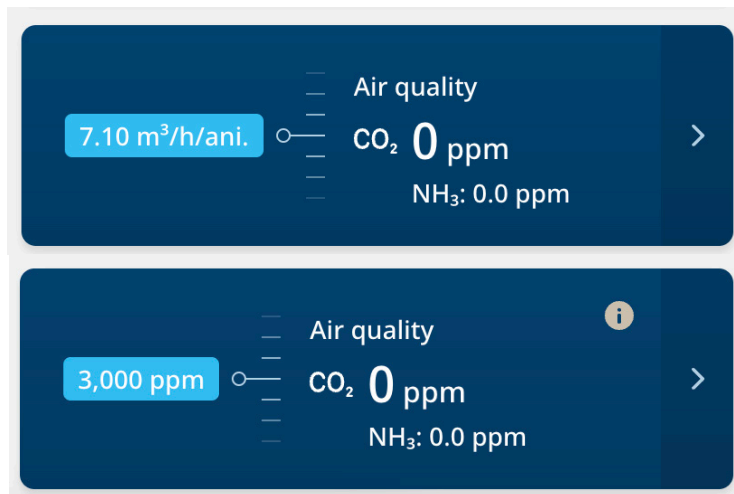 Air quality
7.10 m³/h/ani.
CO₂ 0 ppm
NH₃: 0.0 ppm
Air quality
i
3,000 ppm
CO₂ 0 ppm
NH₃: 0.0 ppm